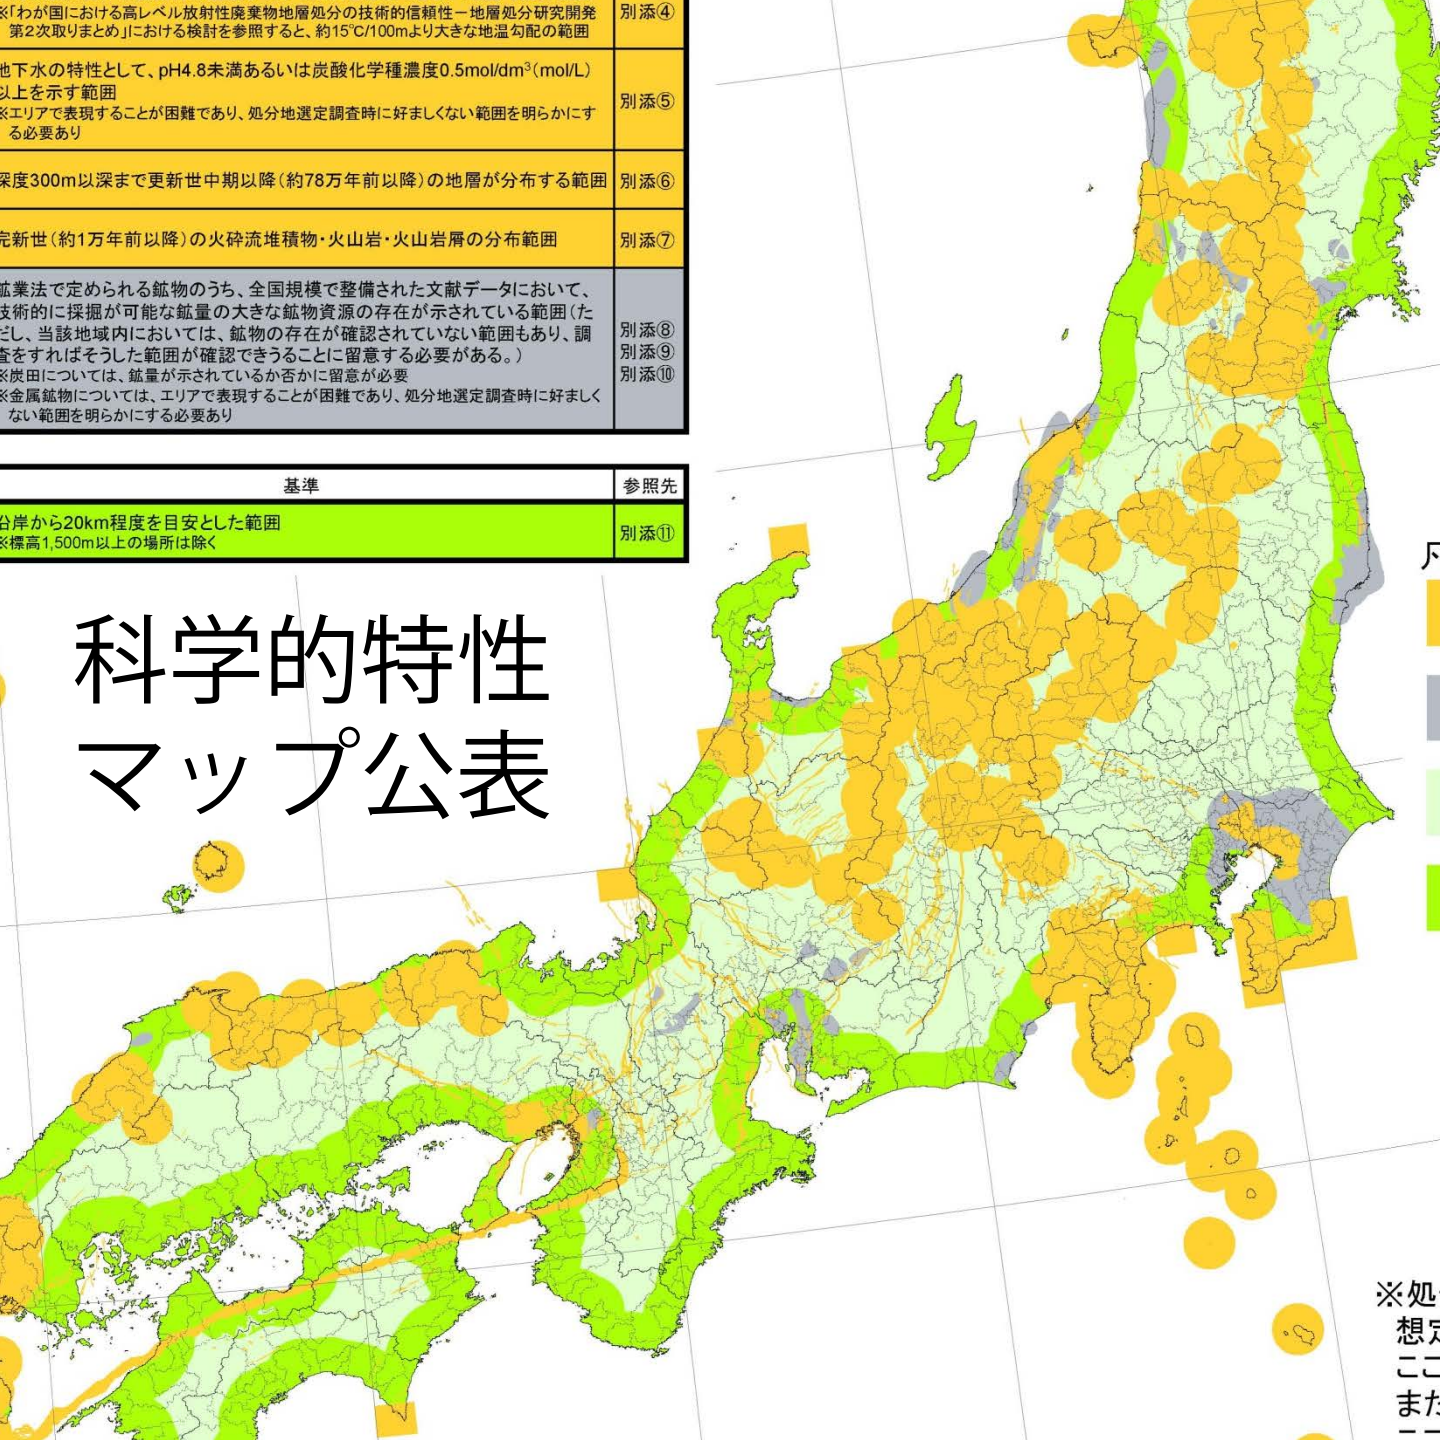 ※「わが国における高レベル放射性廃棄物地層処分の技術的信頼性－地層処分研究開発
第2次取りまとめ」における検討を参照すると、約15℃/100mより大きな地温勾配の範囲
別添④
地下水の特性として、pH4.8未満あるいは炭酸化学種濃度0.5mol/dm³(mol/L)
以上を示す範囲
※エリアで表現することが困難であり、処分地選定調査時に好ましくない範囲を明らかにす
る必要あり
別添⑤
深度300m以深まで更新世中期以降(約78万年前以降)の地層が分布する範囲
別添⑥
完新世(約1万年前以降)の火砕流堆積物・火山岩・火山岩屑の分布範囲
別添⑦
鉱業法で定められる鉱物のうち、全国規模で整備された文献データにおいて、
技術的に採掘が可能な鉱量の大きな鉱物資源の存在が示されている範囲(た
だし、当該地域内においては、鉱物の存在が確認されていない範囲もあり、調
査をすればそうした範囲が確認できうることに留意する必要がある。)
※炭田については、鉱量が示されているか否かに留意が必要
※金属鉱物については、エリアで表現することが困難であり、処分地選定調査時に好ましく
ない範囲を明らかにする必要あり
別添⑧
別添⑨
別添⑩
基準
参照先
沿岸から20km程度を目安とした範囲
※標高1,500m以上の場所は除く
別添⑪
科学的特性
マップ公表
※処
想定
ここ
また